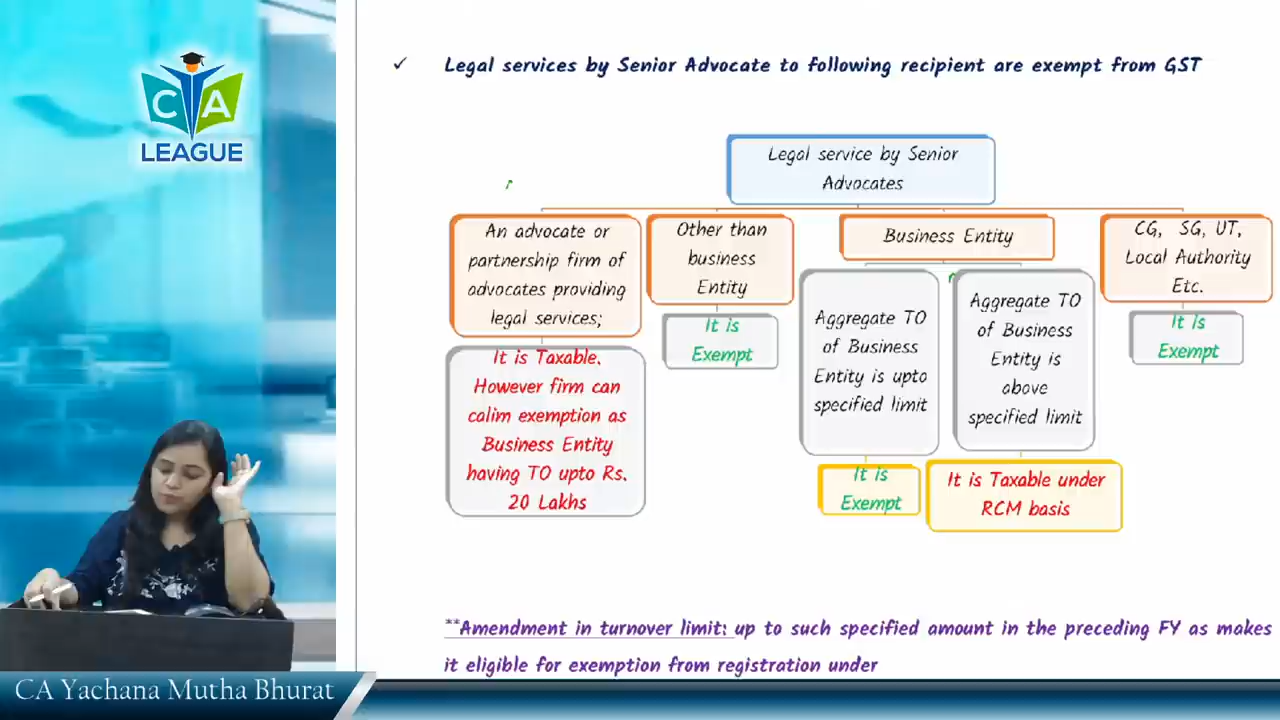 CA
LEAGUE
✓ Legal services by Senior Advocate to following recipient are exempt from GST
Legal service by Senior
Advocates
An advocate or
partnership firm of
advocates providing
legal services;
It is Taxable.
However firm can
calim exemption as
Business Entity
having TO upto Rs.
20 Lakhs
Other than
business
Entity
It is
Exempt
Business Entity
Aggregate TO
of Business
Entity is upto
specified limit
It is
Exempt
Aggregate TO
of Business
Entity is
above
specified limit
It is Taxable under
RCM basis
CG, SG, UT,
Local Authority
Etc.
It is
Exempt
**Amendment in turnover limit: up to such specified amount in the preceding FY as makes
it eligible for exemption from registration under
CA Yachana Mutha Bhurat